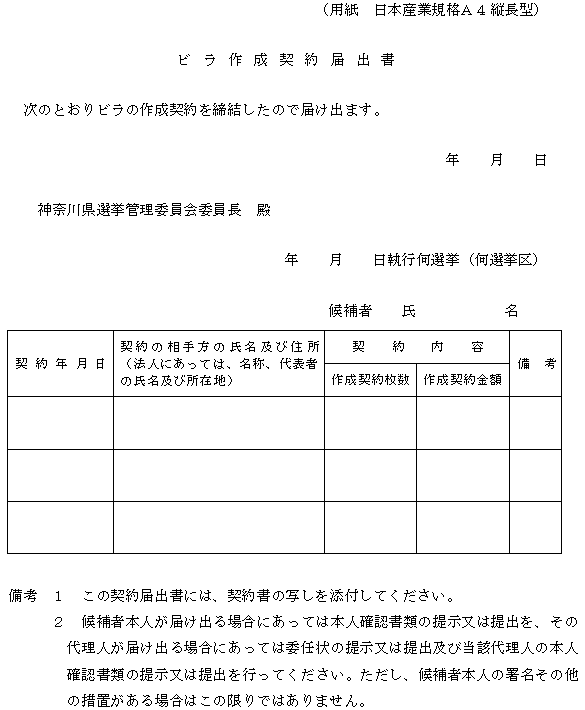 （用紙　日本産業規格Ａ４縦長型）
ビラ作成契約届出書
次のとおりビラの作成契約を締結したので届け出ます。
年　　月　　日
神奈川県選挙管理委員会委員長　殿
年　　月　　日執行何選挙（何選挙区）
候補者　　氏　　　　　　名
契約年月日
契約の相手方の氏名及び住所
（法人にあっては、名称、代表者
の氏名及び所在地）
契約内容
作成契約枚数
作成契約金額
備考
備考　１　この契約届出書には、契約書の写しを添付してください。
２　候補者本人が届け出る場合にあっては本人確認書類の提示又は提出を、その
代理人が届け出る場合にあっては委任状の提示又は提出及び当該代理人の本人
確認書類の提示又は提出を行ってください。ただし、候補者本人の署名その他
の措置がある場合はこの限りではありません。